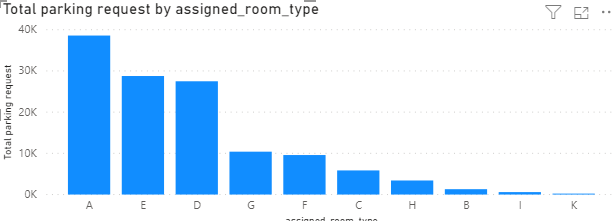 Total parking request by assigned_room_type
Total parking request
40K
30K
20K
10K
0K
A E D G F C H B I K
assigned_room_type